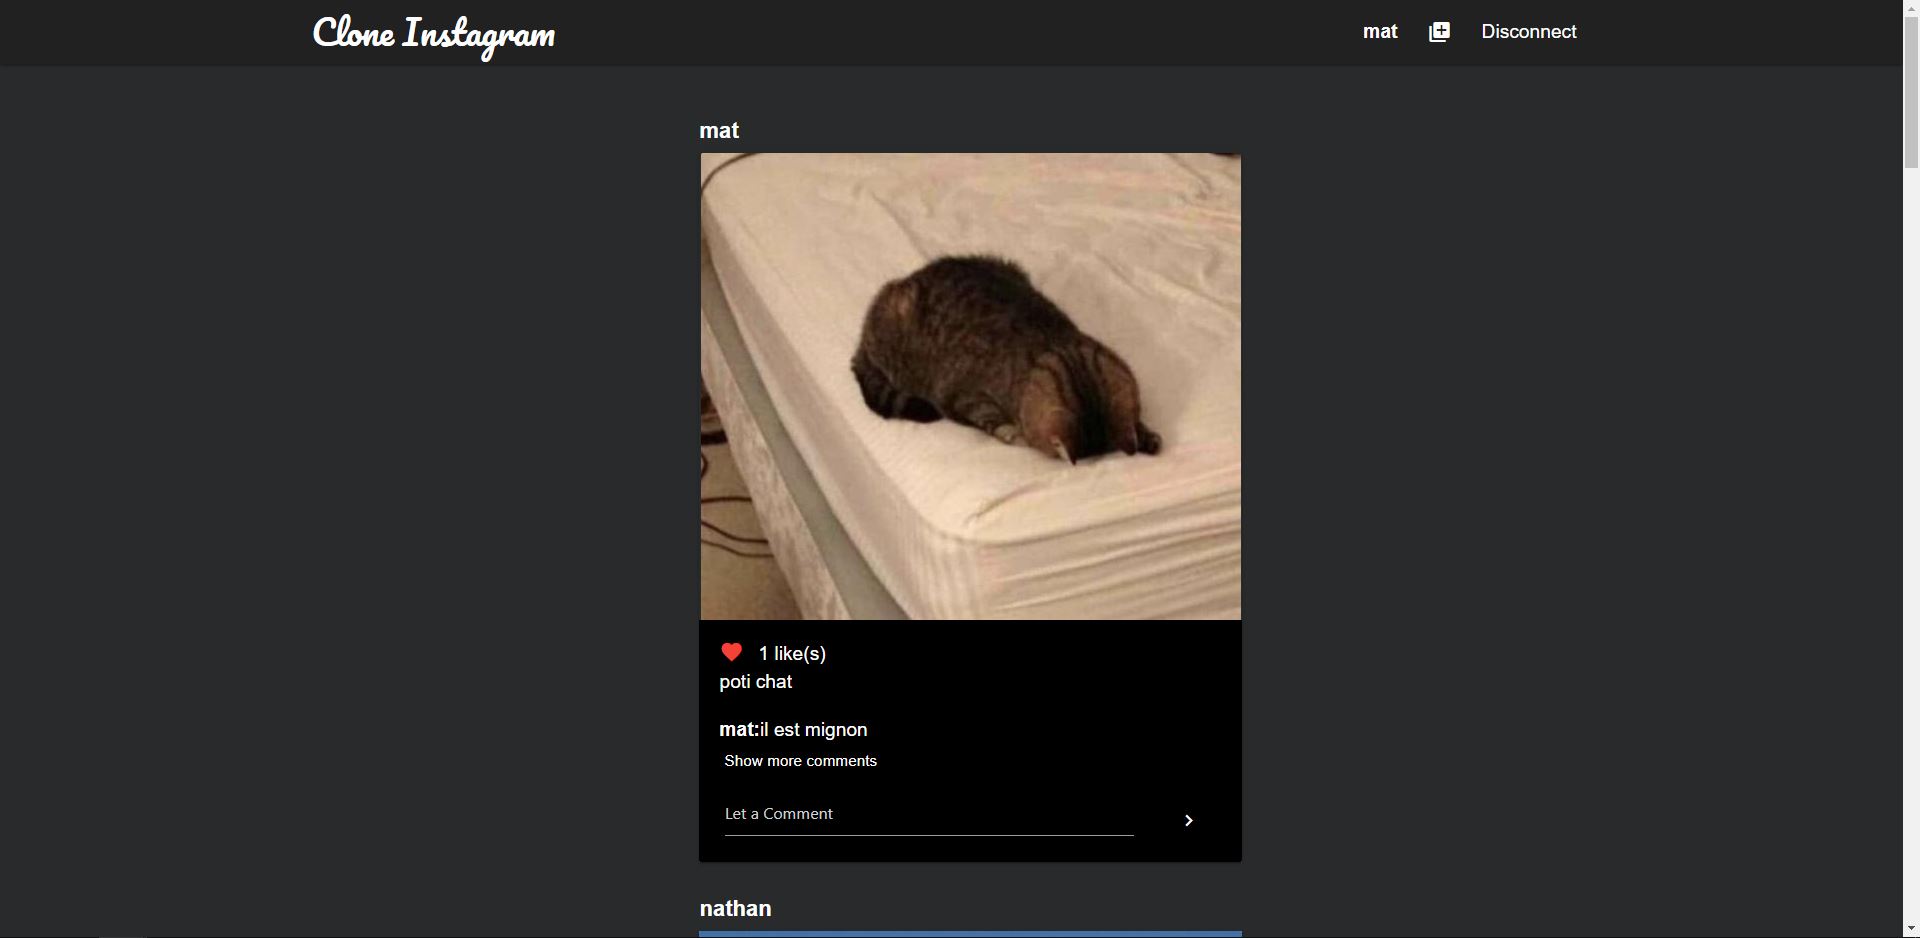 Clone Instagram
mat
Disconnect
mat
1 like(s)
poti chat
mat:il est mignon
Show more comments
Let a Comment
nathan